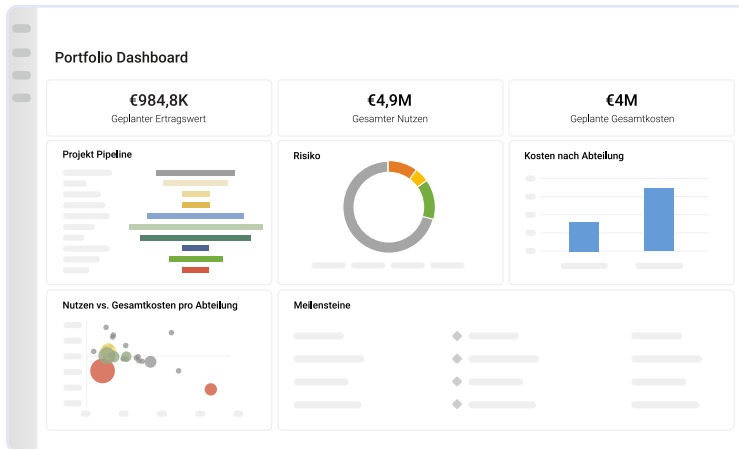 Portfolio Dashboard
€984,8K
Geplanter Ertragswert
€4,9M
Gesamter Nutzen
€4M
Geplante Gesamtkosten
Projekt Pipeline
Risiko
Kosten nach Abteilung
Nutzen vs. Gesamtkosten pro Abteilung
Meilensteine